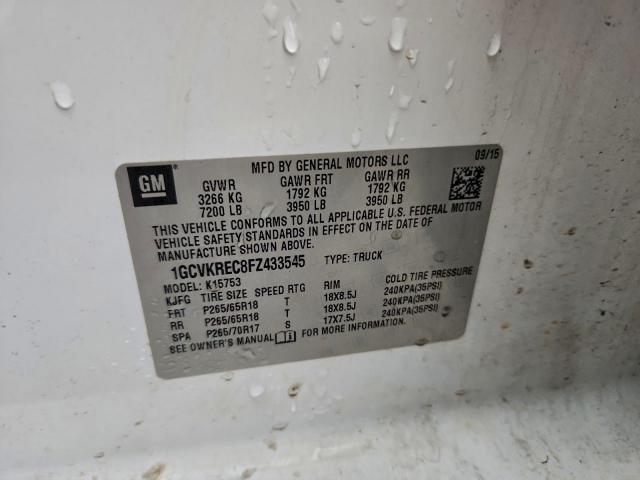 MFD BY GENERAL MOTORS LLC 09/15
GM
GVWR GAWR FRT GAWR RR
3266 KG 1792 KG 1792 KG
7200 LB 3950 LB 3950 LB
THIS VEHICLE CONFORMS TO ALL APPLICABLE U.S. FEDERAL MOTOR
VEHICLE SAFETY STANDARDS IN EFFECT ON THE DATE OF
MANUFACTURE SHOWN ABOVE.
1GCVKREC8FZ433545 TYPE: TRUCK
MODEL: K15753
KJFG TIRE SIZE SPEED RTG RIM COLD TIRE PRESSURE
FRT P265/65R18 T 18X8.5J 240KPA(35PSI)
RR P265/65R18 T 18X8.5J 240KPA(35PSI)
SPA P265/70R17 S 17X7.5J 240KPA(35PSI)
SEE OWNER'S MANUAL FOR MORE INFORMATION.